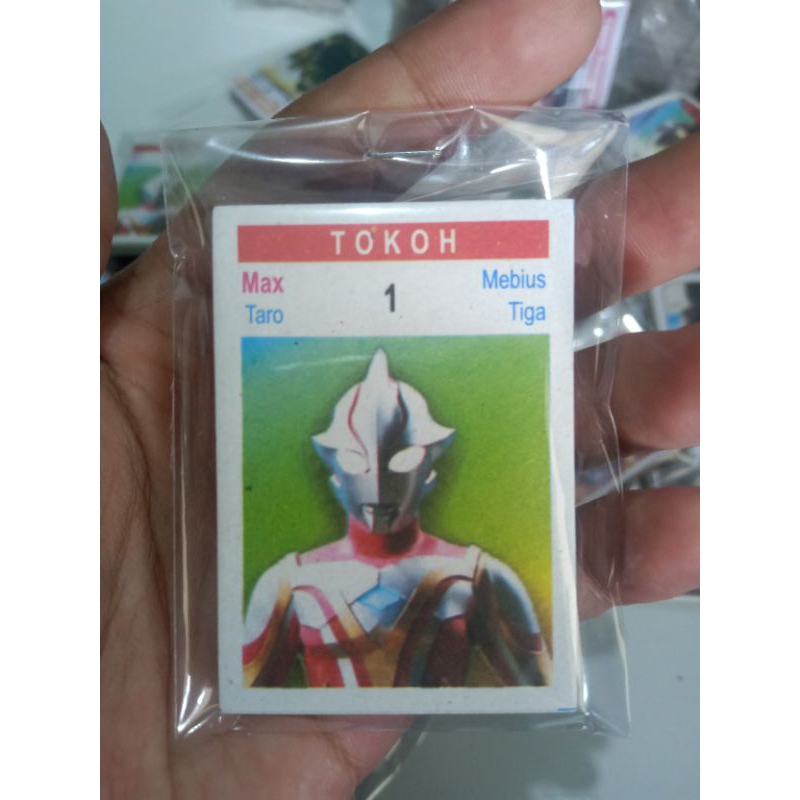 TOKOH
Max 1 Mebius
Taro Tiga